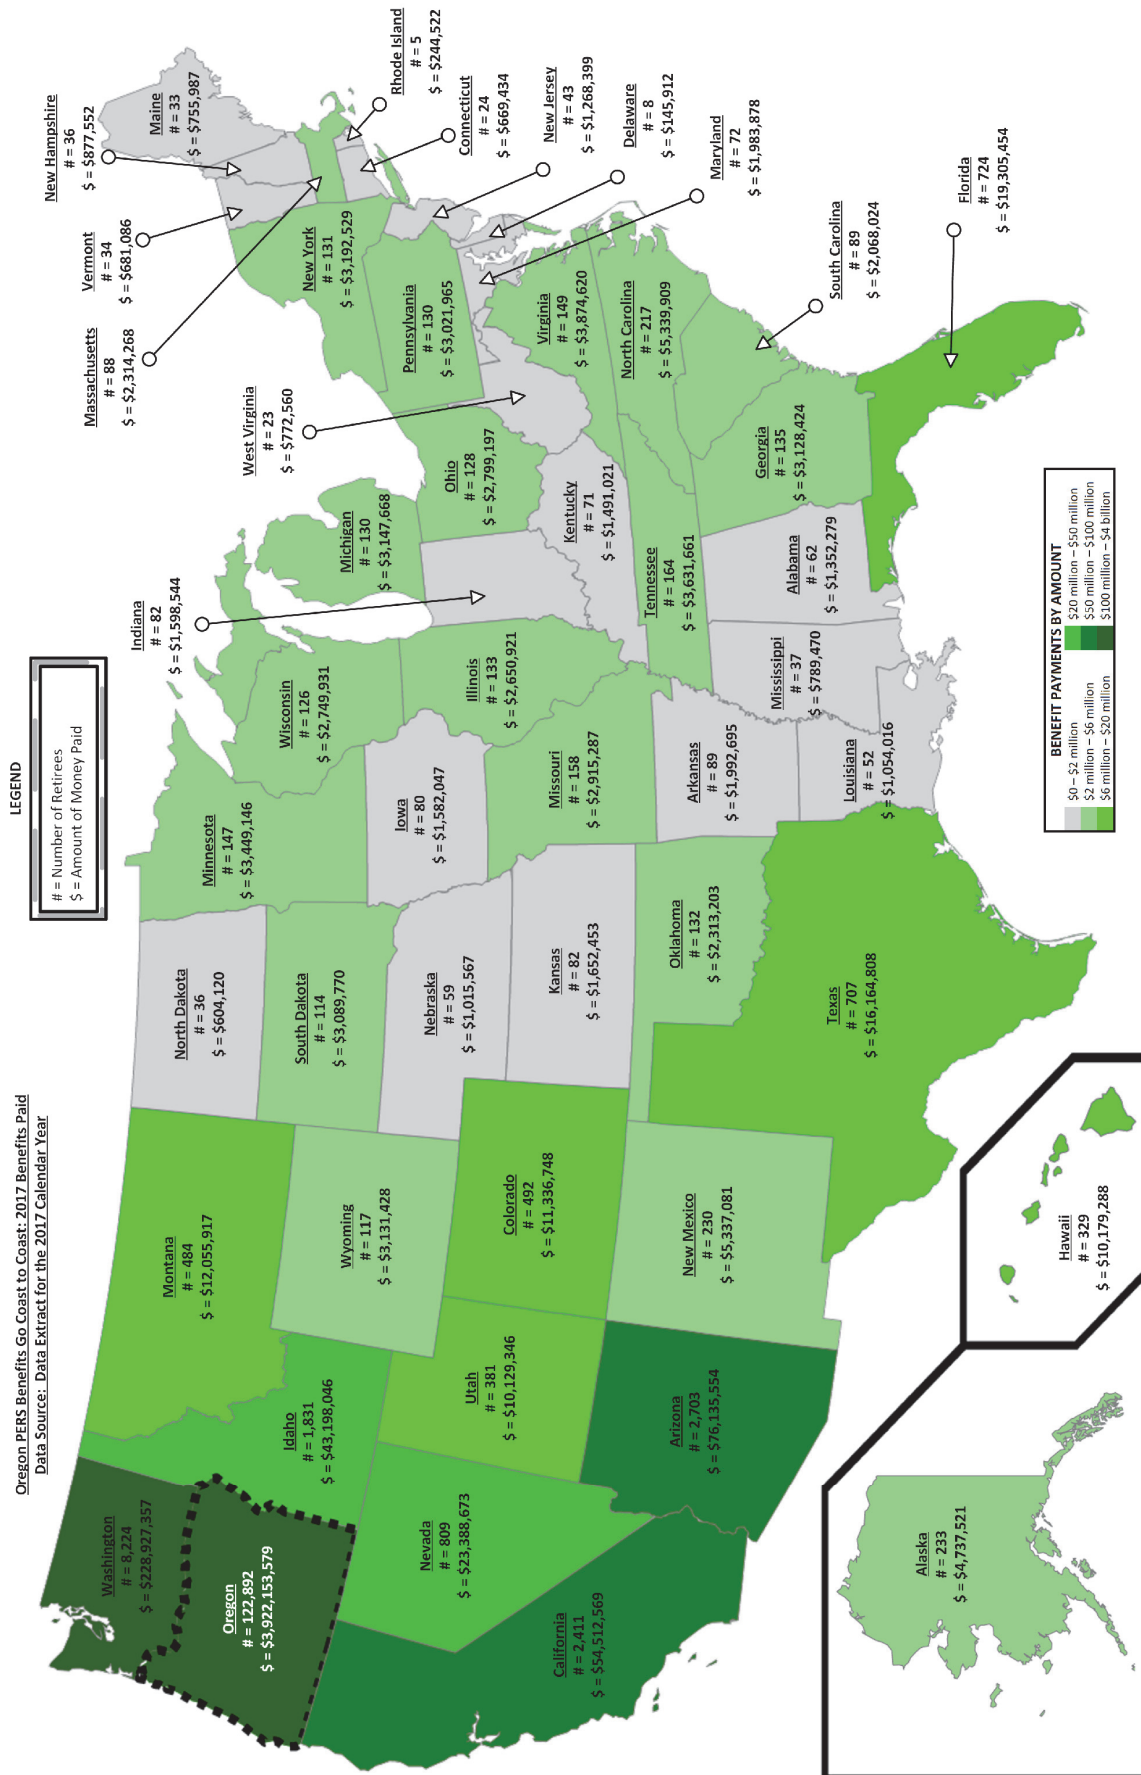 Oregon PERS Benefits Go Coast to Coast: 2017 Benefits Paid
Data Source:  Data Extract for the 2017 Calendar Year
LEGEND
# = Number of Retirees
$ = Amount of Money Paid
Washington
# = 8,224
$ = $228,927,357
Oregon
# = 122,892
$ = $3,922,153,579
California
# = 2,411
$ = $54,512,569
Nevada
# = 809
$ = $23,388,673
Idaho
# = 1,831
$ = $43,198,046
Montana
# = 484
$ = $12,055,917
Wyoming
# = 117
$ = $3,131,428
Utah
# = 381
$ = $10,129,346
Arizona
# = 2,703
$ = $76,135,554
Colorado
# = 492
$ = $11,336,748
New Mexico
# = 230
$ = $5,337,081
North Dakota
# = 36
$ = $604,120
South Dakota
# = 114
$ = $3,089,770
Nebraska
# = 59
$ = $1,015,567
Kansas
# = 82
$ = $1,652,453
Oklahoma
# = 132
$ = $2,313,203
Texas
# = 707
$ = $16,164,808
Minnesota
# = 147
$ = $3,449,146
Iowa
# = 80
$ = $1,582,047
Missouri
# = 158
$ = $2,915,287
Arkansas
# = 89
$ = $1,992,695
Louisiana
# = 52
$ = $1,054,016
Wisconsin
# = 126
$ = $2,749,931
Illinois
# = 133
$ = $2,650,921
Mississippi
# = 37
$ = $789,470
Indiana
# = 82
$ = $1,598,544
Michigan
# = 130
$ = $3,147,668
Ohio
# = 128
$ = $2,799,197
Kentucky
# = 71
$ = $1,491,021
Tennessee
# = 164
$ = $3,631,661
Alabama
# = 62
$ = $1,352,279
Georgia
# = 135
$ = $3,128,424
Florida
# = 724
$ = $19,305,454
South Carolina
# = 89
$ = $2,068,024
North Carolina
# = 217
$ = $5,339,909
Virginia
# = 149
$ = $3,874,620
West Virginia
# = 23
$ = $772,560
Pennsylvania
# = 130
$ = $3,021,965
New York
# = 131
$ = $3,192,529
Massachusetts
# = 88
$ = $2,314,268
Vermont
# = 34
$ = $681,086
New Hampshire
# = 36
$ = $877,552
Maine
# = 33
$ = $755,987
Rhode Island
# = 5
$ = $244,522
Connecticut
# = 24
$ = $669,434
New Jersey
# = 43
$ = $1,268,399
Delaware
# = 8
$ = $145,912
Maryland
# = 72
$ = $1,983,878
Alaska
# = 233
$ = $4,737,521
Hawaii
# = 329
$ = $10,179,288
BENEFIT PAYMENTS BY AMOUNT
$0 – $2 million
$2 million – $6 million
$6 million – $20 million
$20 million – $50 million
$50 million – $100 million
$100 million – $4 billion